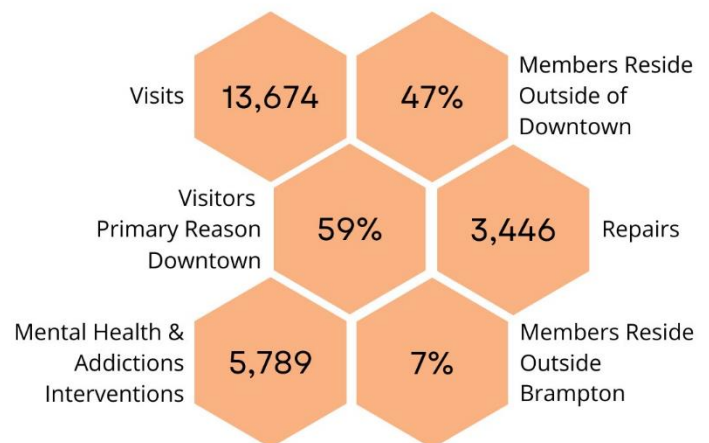 Visits
13,674
47%
Members Reside
Outside of
Downtown
Visitors
Primary Reason
Downtown
59%
3,446
Repairs
Mental Health &
Addictions
Interventions
5,789
7%
Members Reside
Outside
Brampton